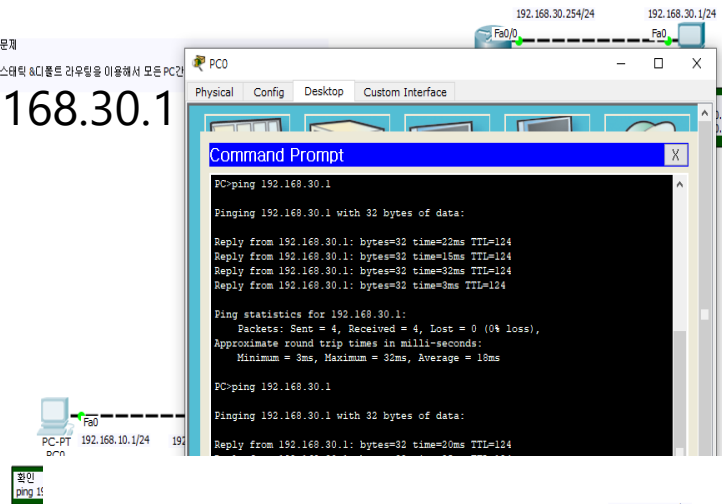 192.168.30.254/24
192.168.30.1/24
Fa0/0
Fa0
문제
스태틱 &디폴트 라우팅을 이용해서 모든 PC간
168.30.1
PC0
Physical Config Desktop Custom Interface
Command Prompt
X
PC>ping 192.168.30.1
Pinging 192.168.30.1 with 32 bytes of data:
Reply from 192.168.30.1: bytes=32 time=22ms TTL=124
Reply from 192.168.30.1: bytes=32 time=15ms TTL=124
Reply from 192.168.30.1: bytes=32 time=32ms TTL=124
Reply from 192.168.30.1: bytes=32 time=3ms TTL=124
Ping statistics for 192.168.30.1:
Packets: Sent = 4, Received = 4, Lost = 0 (0% loss),
Approximate round trip times in milli-seconds:
Minimum = 3ms, Maximum = 32ms, Average = 18ms
PC>ping 192.168.30.1
Pinging 192.168.30.1 with 32 bytes of data:
Reply from 192.168.30.1: bytes=32 time=20ms TTL=124
Fa0
PC-PT
PC0
192.168.10.1/24
192
확인
ping 19